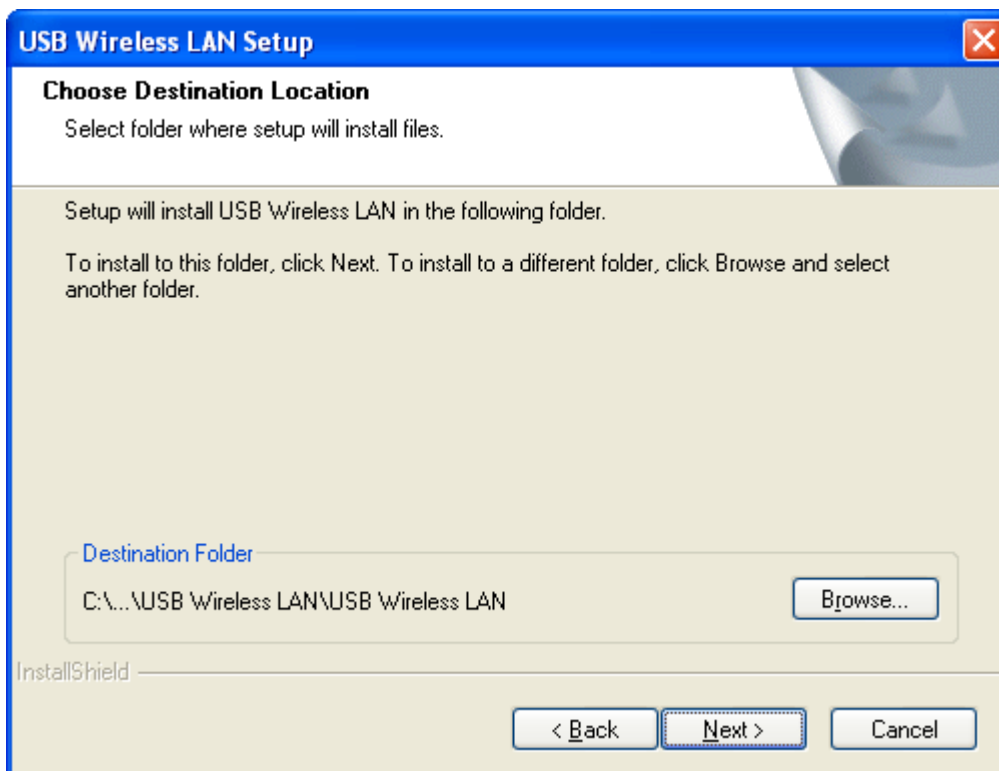 USB Wireless LAN Setup
Choose Destination Location
Select folder where setup will install files.
Setup will install USB Wireless LAN in the following folder.
To install to this folder, click Next. To install to a different folder, click Browse and select
another folder.
Destination Folder
C:\...\USB Wireless LAN\USB Wireless LAN
Browse...
InstallShield
< Back
Next >
Cancel